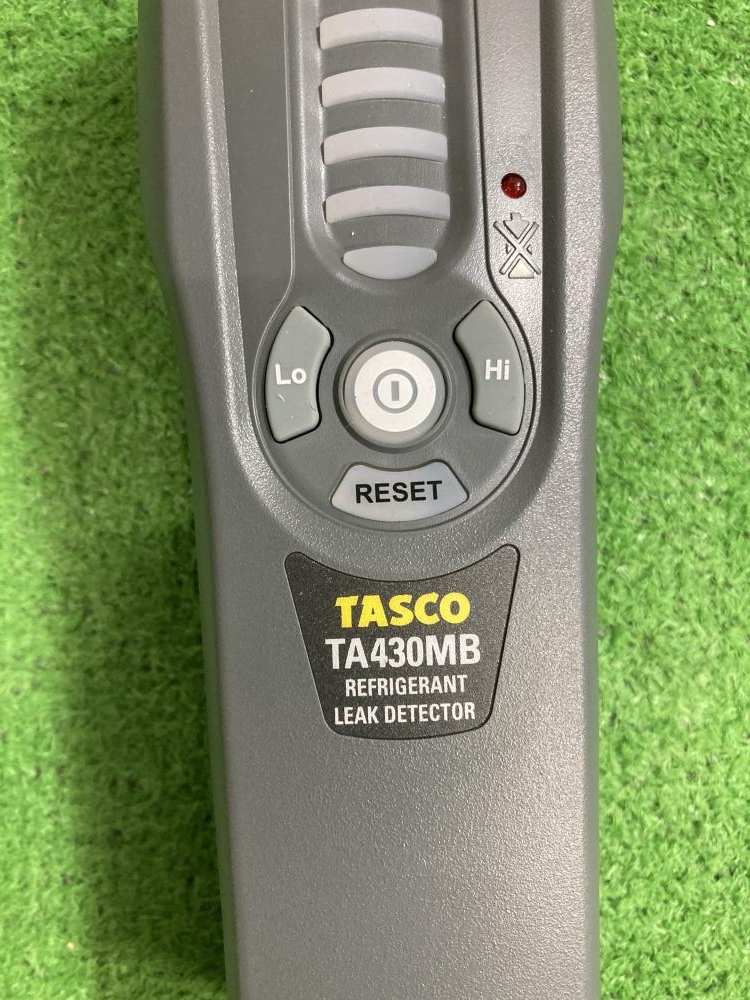 Lo
Hi
RESET
TASCO
TA430MB
REFRIGERANT
LEAK DETECTOR